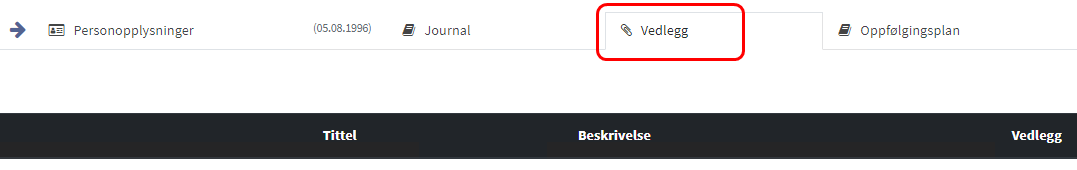 Personopplysninger (05.08.1996) Journal Vedlegg Oppfølgingsplan
Tittel Beskrivelse Vedlegg